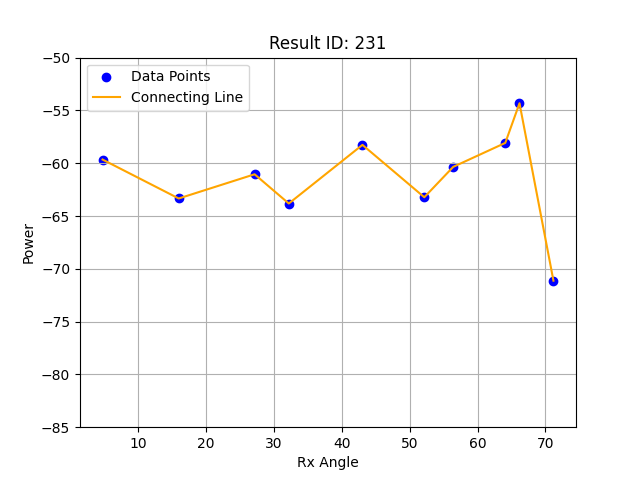 Result ID: 231
Data Points
Connecting Line
Power
−50
−55
−60
−65
−70
−75
−80
−85
10 20 30 40 50 60 70
Rx Angle